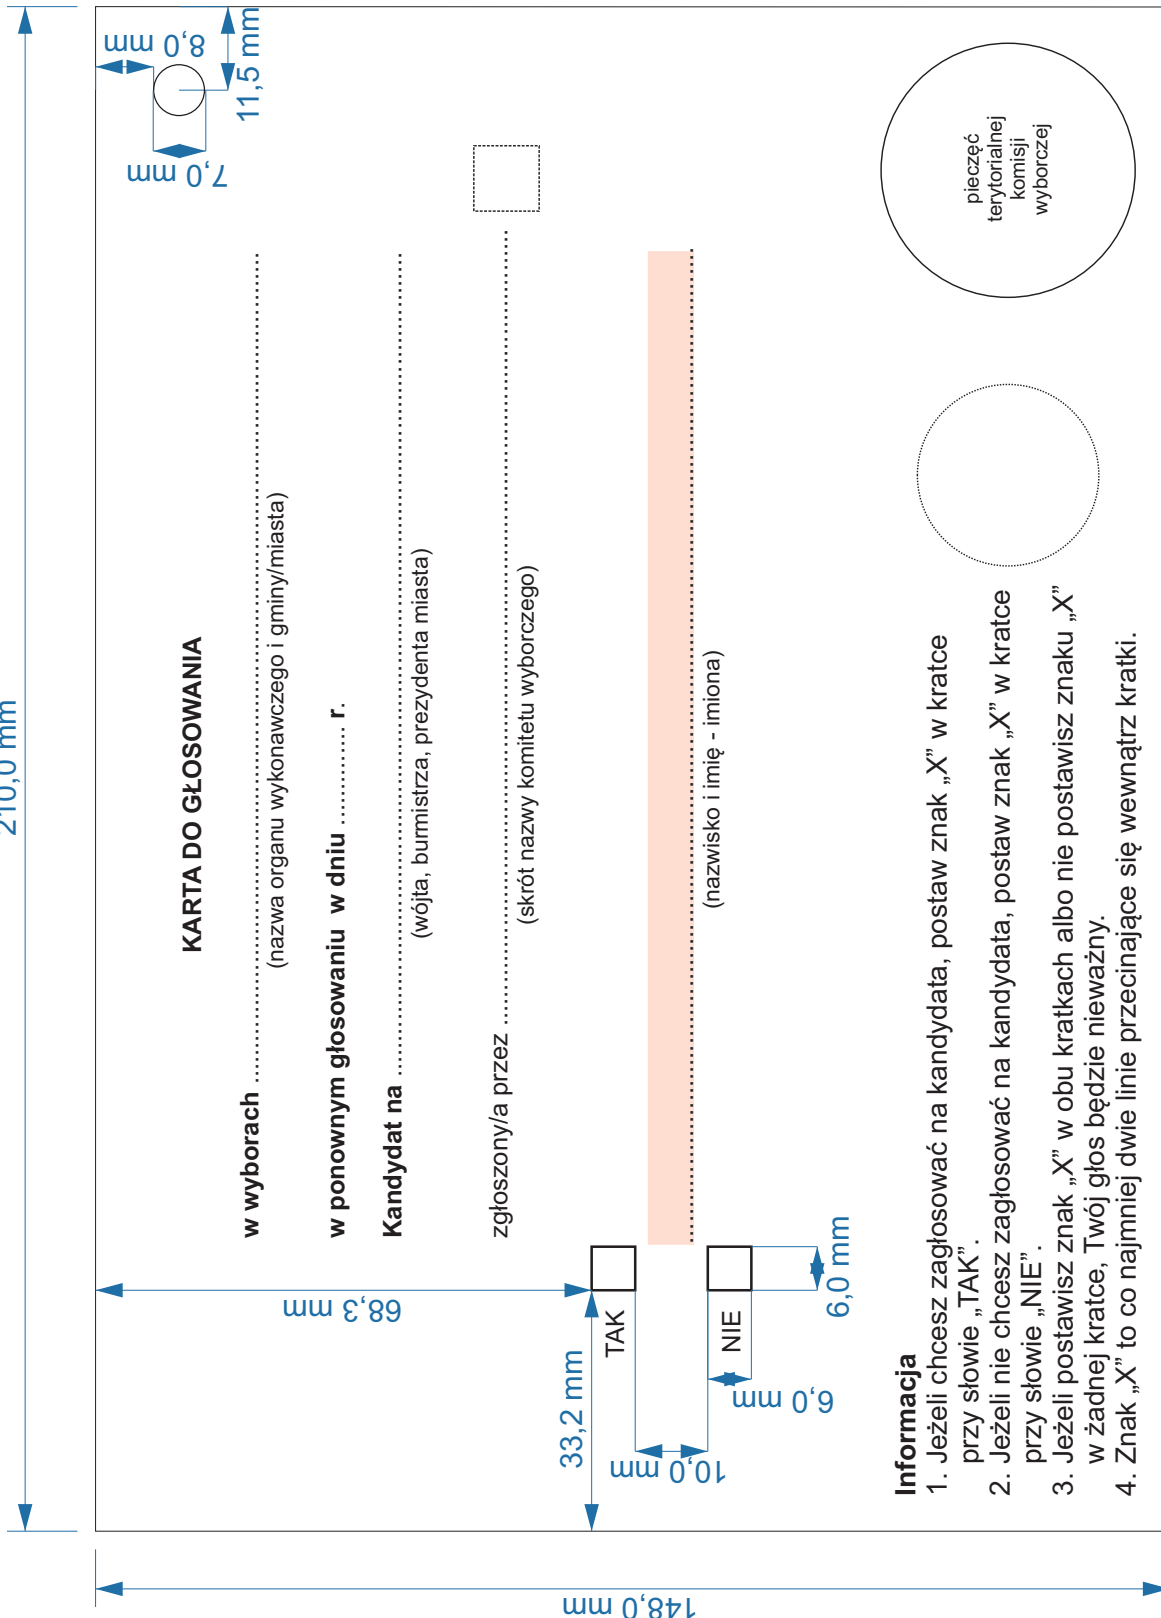 210,0 mm
148,0 mm
8,0 mm
7,0 mm
11,5 mm
KARTA DO GŁOSOWANIA
w wyborach ..........................................................................
(nazwa organu wykonawczego i gminy/miasta)
w ponownym głosowaniu w dniu ............. r.
Kandydat na ..........................................................................
(wójta, burmistrza, prezydenta miasta)
zgłoszony/a przez ..........................................................................
(skrót nazwy komitetu wyborczego)
68,3 mm
33,2 mm
TAK
10,0 mm
NIE
6,0 mm
6,0 mm
..........................................................................
(nazwisko i imię - imiona)
Informacja
1. Jeżeli chcesz zagłosować na kandydata, postaw znak „X” w kratce
przy słowie „TAK”.
2. Jeżeli nie chcesz zagłosować na kandydata, postaw znak „X” w kratce
przy słowie „NIE”.
3. Jeżeli postawisz znak „X” w obu kratkach albo nie postawisz znaku „X”
w żadnej kratce, Twój głos będzie nieważny.
4. Znak „X” to co najmniej dwie linie przecinające się wewnątrz kratki.
pieczęć
terytorialnej
komisji
wyborczej